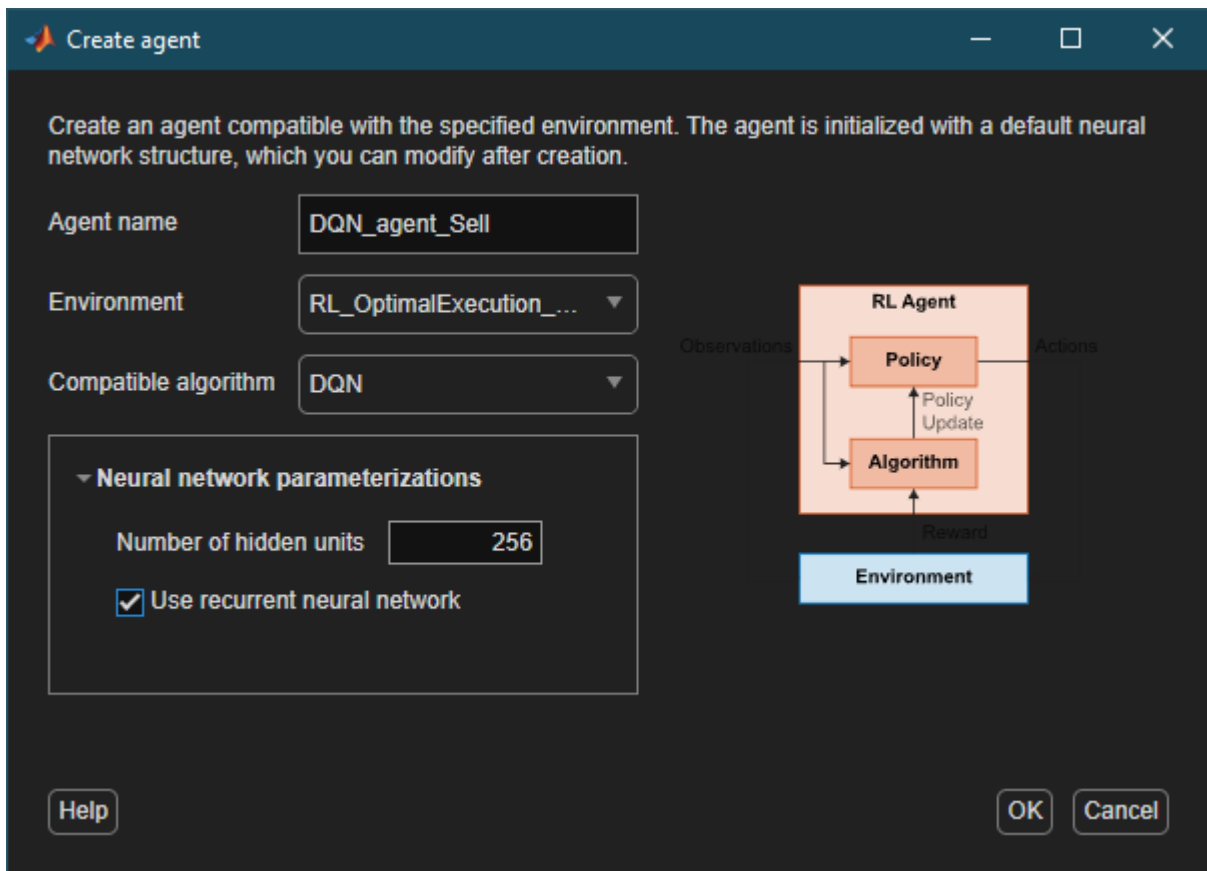 Create agent
Create an agent compatible with the specified environment. The agent is initialized with a default neural
network structure, which you can modify after creation.
Agent name
DQN_agent_Sell
Environment
RL_OptimalExecution_...
Compatible algorithm
DQN
Neural network parameterizations
Number of hidden units
256
Use recurrent neural network
RL Agent
Observations
Policy
Actions
Policy
Update
Algorithm
Reward
Environment
Help
OK
Cancel